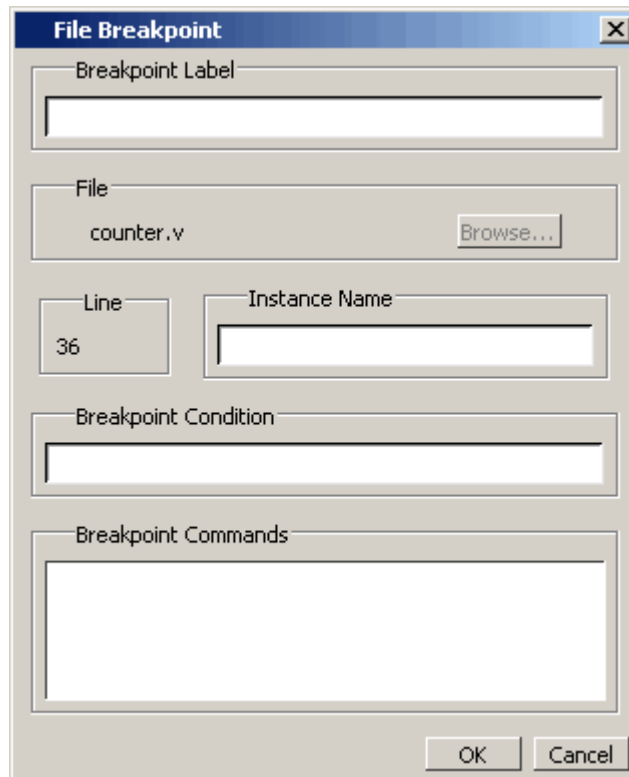 File Breakpoint
Breakpoint Label
File
counter.v
Browse...
Line
Instance Name
36
Breakpoint Condition
Breakpoint Commands
OK
Cancel